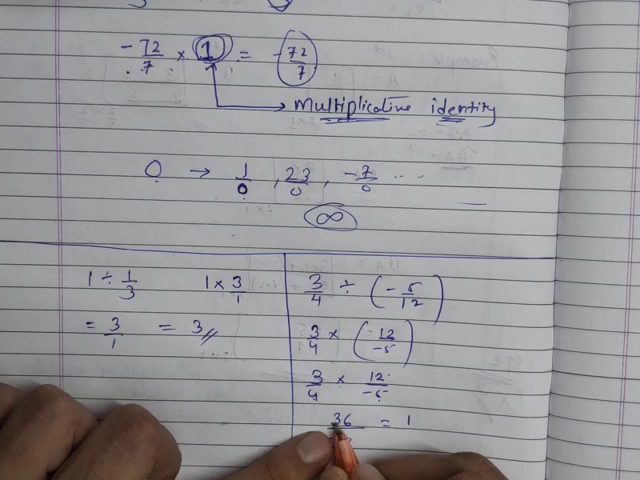 -72/7 × 1 = -72/7
multiplicative identity
0 → 1/0 , 23/0 , -7/0 ...
∞
1 ÷ 1/3 1 × 3/1
= 3/1 = 3//
3/4 ÷ (-5/12)
3/4 × (12/-5)
3/4 × 12/-5
36 = 1